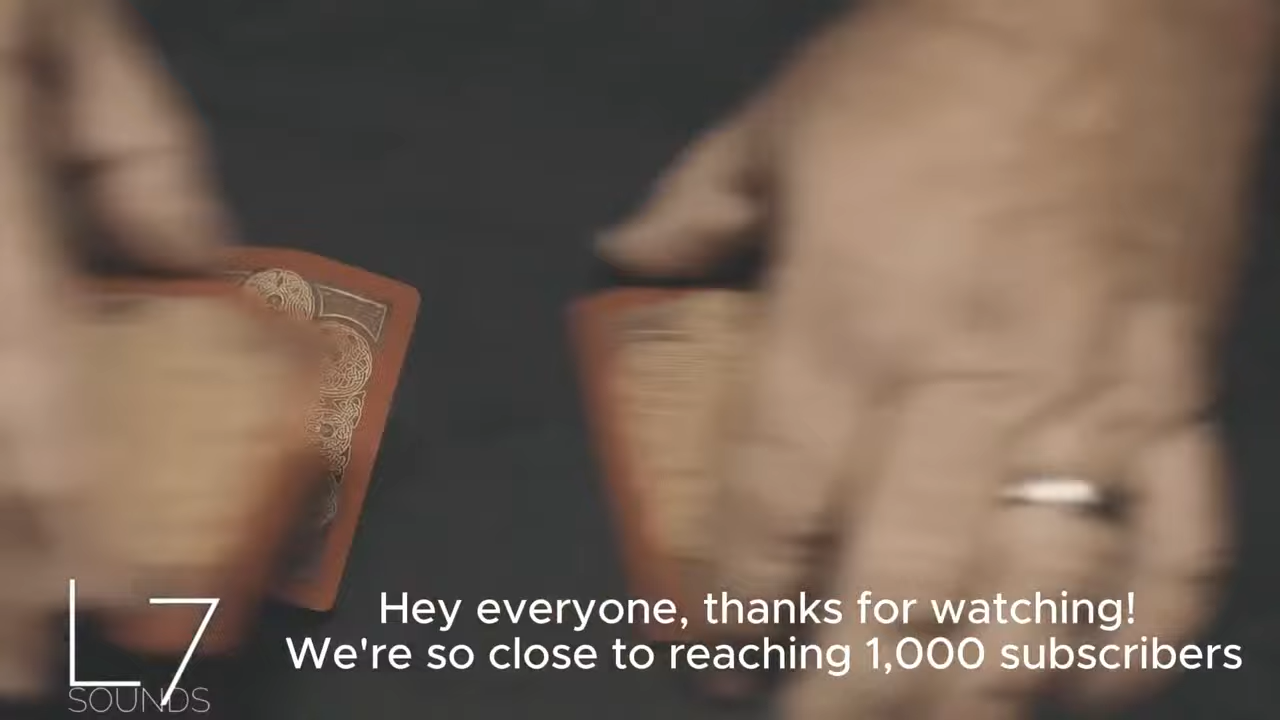 Hey everyone, thanks for watching!
We're so close to reaching 1,000 subscribers
L7
SOUNDS